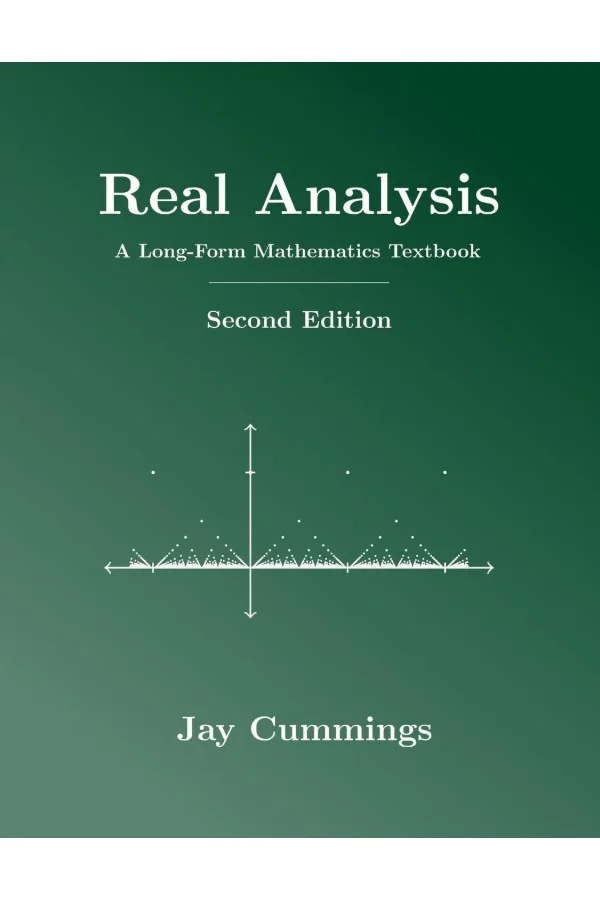 Real Analysis
A Long-Form Mathematics Textbook
Second Edition
Jay Cummings